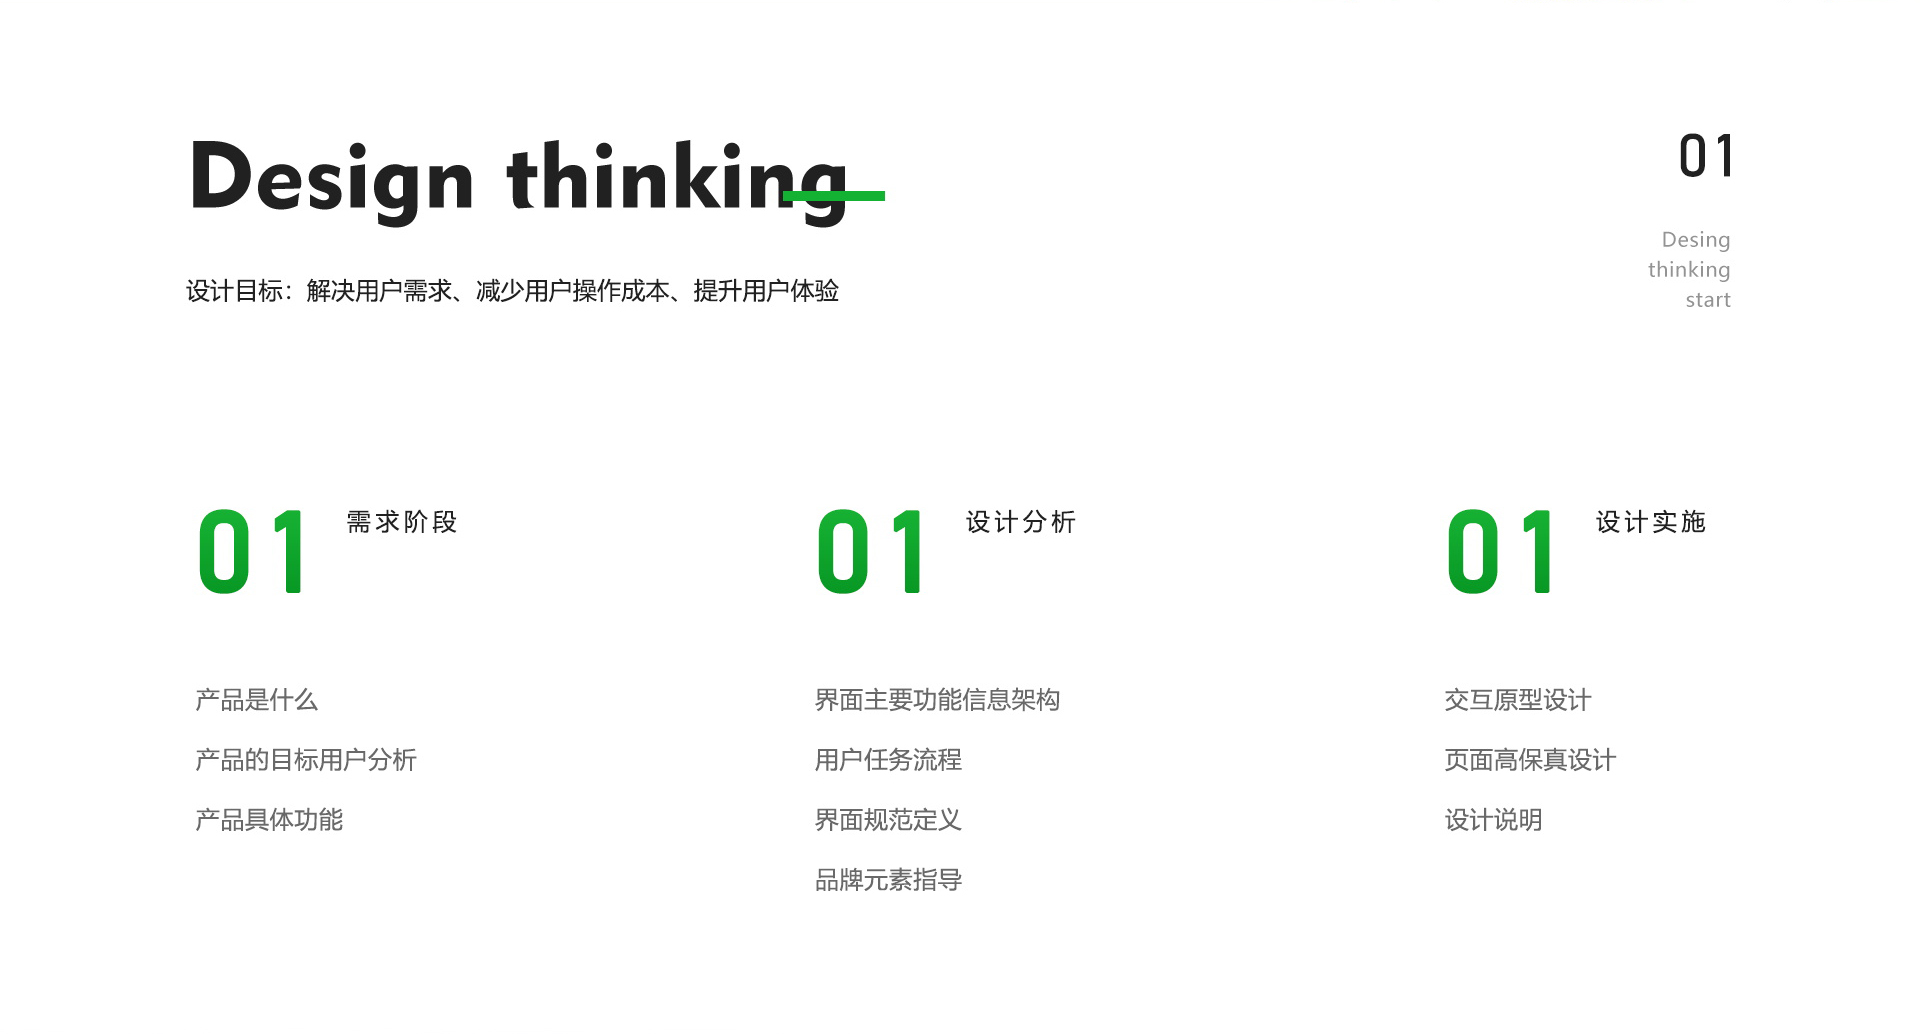 Design thinking
设计目标：解决用户需求、减少用户操作成本、提升用户体验
01
Desing
thinking
start
01 需求阶段
产品是什么
产品的目标用户分析
产品具体功能
01 设计分析
界面主要功能信息架构
用户任务流程
界面规范定义
品牌元素指导
01 设计实施
交互原型设计
页面高保真设计
设计说明